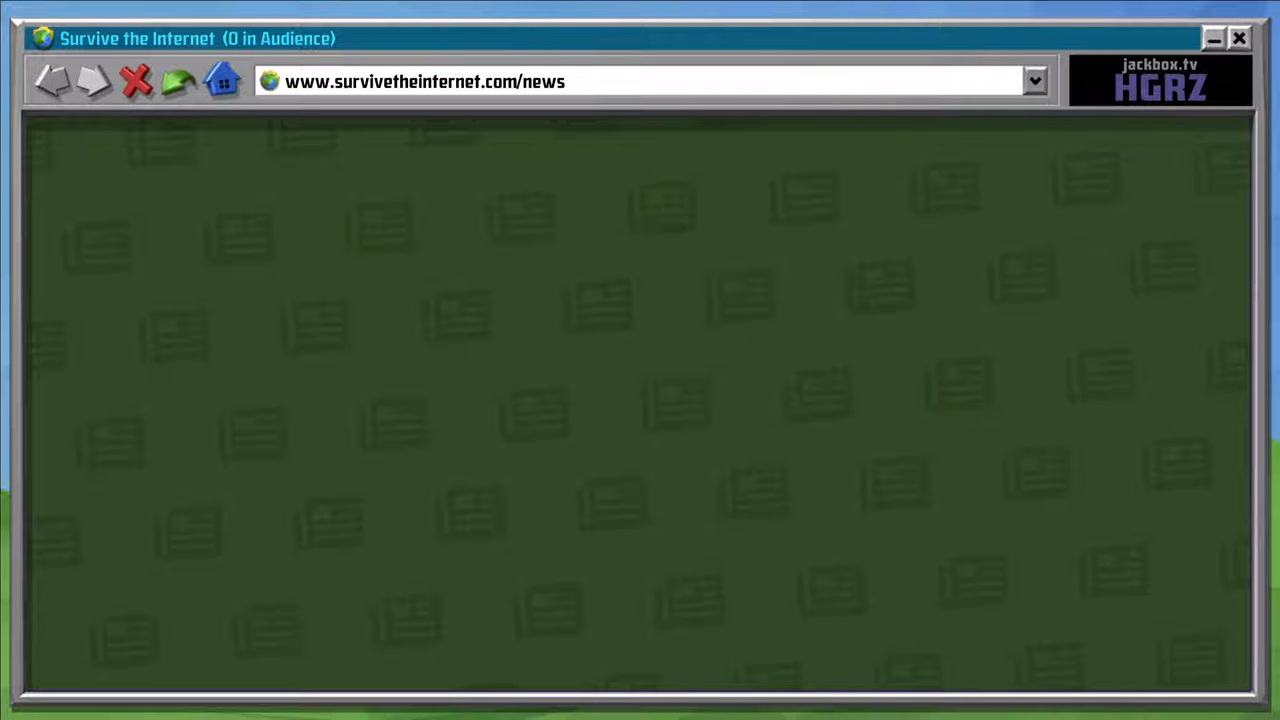 Survive the Internet (0 in Audience)
www.survivetheinternet.com/news
jackbox.tv
HGRZ